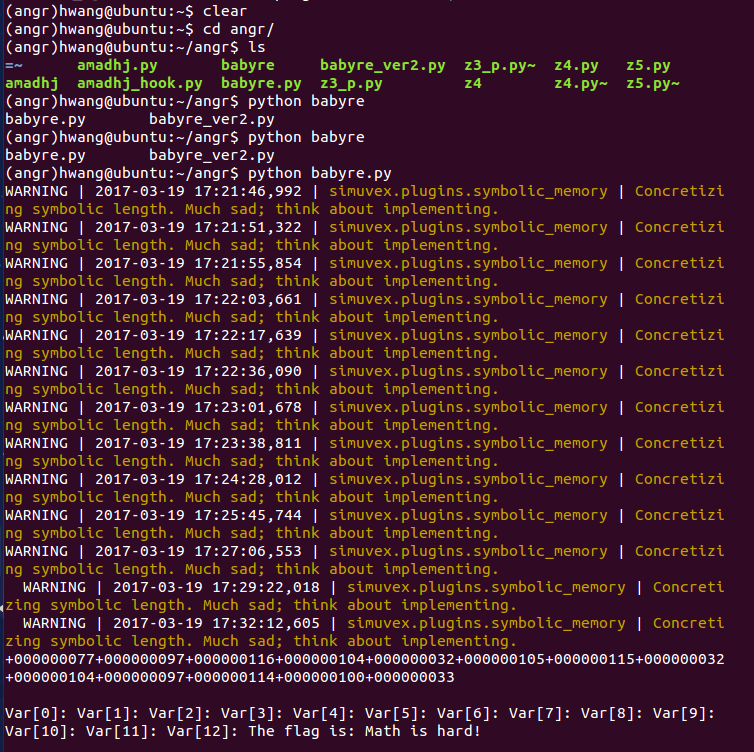 (angr)hwang@ubuntu:~$ clear
(angr)hwang@ubuntu:~$ cd angr/
(angr)hwang@ubuntu:~/angr$ ls
=~      amadhj.py       babyre     babyre_ver2.py  z3_p.py~  z4.py   z5.py
amadhj  amadhj_hook.py  babyre.py  z3_p.py         z4        z4.py~  z5.py~
(angr)hwang@ubuntu:~/angr$ python babyre
babyre.py       babyre_ver2.py
(angr)hwang@ubuntu:~/angr$ python babyre
babyre.py       babyre_ver2.py
(angr)hwang@ubuntu:~/angr$ python babyre.py
WARNING | 2017-03-19 17:21:46,992 | simuvex.plugins.symbolic_memory | Concretizi
ng symbolic length. Much sad; think about implementing.
WARNING | 2017-03-19 17:21:51,322 | simuvex.plugins.symbolic_memory | Concretizi
ng symbolic length. Much sad; think about implementing.
WARNING | 2017-03-19 17:21:55,854 | simuvex.plugins.symbolic_memory | Concretizi
ng symbolic length. Much sad; think about implementing.
WARNING | 2017-03-19 17:22:03,661 | simuvex.plugins.symbolic_memory | Concretizi
ng symbolic length. Much sad; think about implementing.
WARNING | 2017-03-19 17:22:17,639 | simuvex.plugins.symbolic_memory | Concretizi
ng symbolic length. Much sad; think about implementing.
WARNING | 2017-03-19 17:22:36,090 | simuvex.plugins.symbolic_memory | Concretizi
ng symbolic length. Much sad; think about implementing.
WARNING | 2017-03-19 17:23:01,678 | simuvex.plugins.symbolic_memory | Concretizi
ng symbolic length. Much sad; think about implementing.
WARNING | 2017-03-19 17:23:38,811 | simuvex.plugins.symbolic_memory | Concretizi
ng symbolic length. Much sad; think about implementing.
WARNING | 2017-03-19 17:24:28,012 | simuvex.plugins.symbolic_memory | Concretizi
ng symbolic length. Much sad; think about implementing.
WARNING | 2017-03-19 17:25:45,744 | simuvex.plugins.symbolic_memory | Concretizi
ng symbolic length. Much sad; think about implementing.
WARNING | 2017-03-19 17:27:06,553 | simuvex.plugins.symbolic_memory | Concretizi
ng symbolic length. Much sad; think about implementing.
  WARNING | 2017-03-19 17:29:22,018 | simuvex.plugins.symbolic_memory | Concreti
zing symbolic length. Much sad; think about implementing.
  WARNING | 2017-03-19 17:32:12,605 | simuvex.plugins.symbolic_memory | Concreti
zing symbolic length. Much sad; think about implementing.
+000000077+000000097+000000116+000000104+000000032+000000105+000000115+000000032
+000000104+000000097+000000114+000000100+000000033
Var[0]: Var[1]: Var[2]: Var[3]: Var[4]: Var[5]: Var[6]: Var[7]: Var[8]: Var[9]:
Var[10]: Var[11]: Var[12]: The flag is: Math is hard!